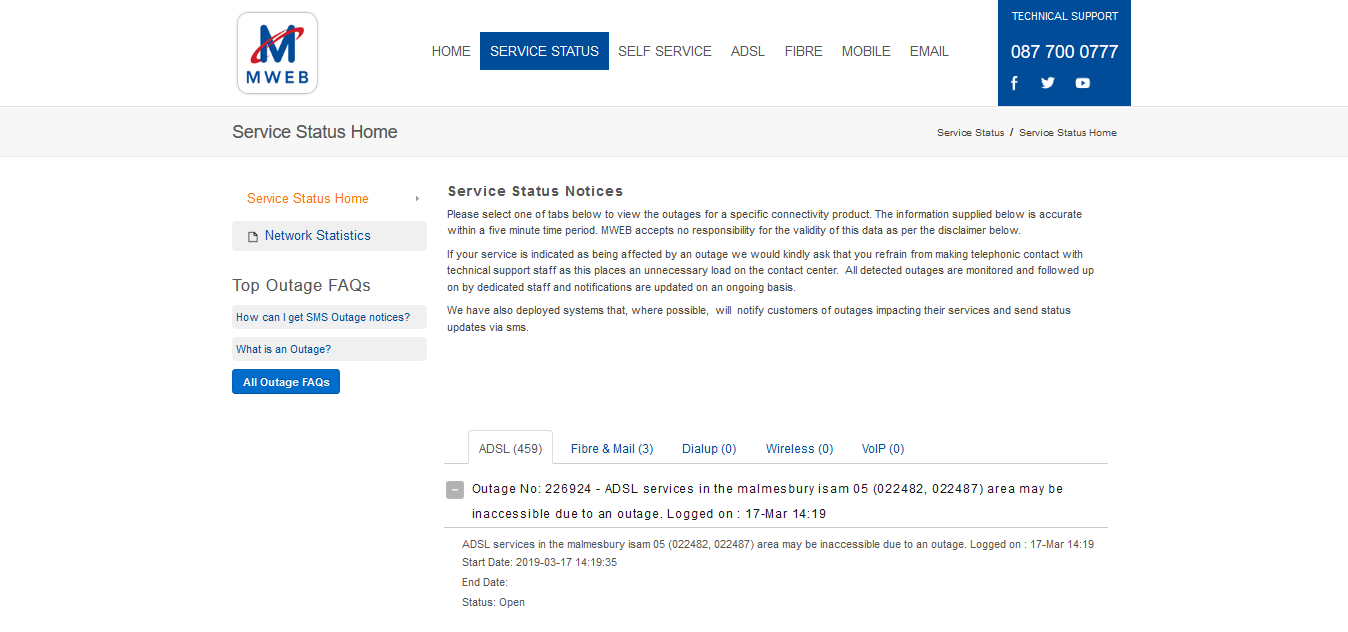 MWEB
HOME
SERVICE STATUS
SELF SERVICE
ADSL
FIBRE
MOBILE
EMAIL
TECHNICAL SUPPORT
087 700 0777
Service Status Home
Service Status / Service Status Home
Service Status Home
Network Statistics
Top Outage FAQs
How can I get SMS Outage notices?
What is an Outage?
All Outage FAQs
Service Status Notices
Please select one of tabs below to view the outages for a specific connectivity product. The information supplied below is accurate
within a five minute time period. MWEB accepts no responsibility for the validity of this data as per the disclaimer below.
If your service is indicated as being affected by an outage we would kindly ask that you refrain from making telephonic contact with
technical support staff as this places an unnecessary load on the contact center.  All detected outages are monitored and followed up
on by dedicated staff and notifications are updated on an ongoing basis.
We have also deployed systems that, where possible,  will  notify customers of outages impacting their services and send status
updates via sms.
ADSL (459)
Fibre & Mail (3)
Dialup (0)
Wireless (0)
VoIP (0)
Outage No: 226924 - ADSL services in the malmesbury isam 05 (022482, 022487) area may be
inaccessible due to an outage. Logged on : 17-Mar 14:19
ADSL services in the malmesbury isam 05 (022482, 022487) area may be inaccessible due to an outage. Logged on : 17-Mar 14:19
Start Date: 2019-03-17 14:19:35
End Date:
Status: Open